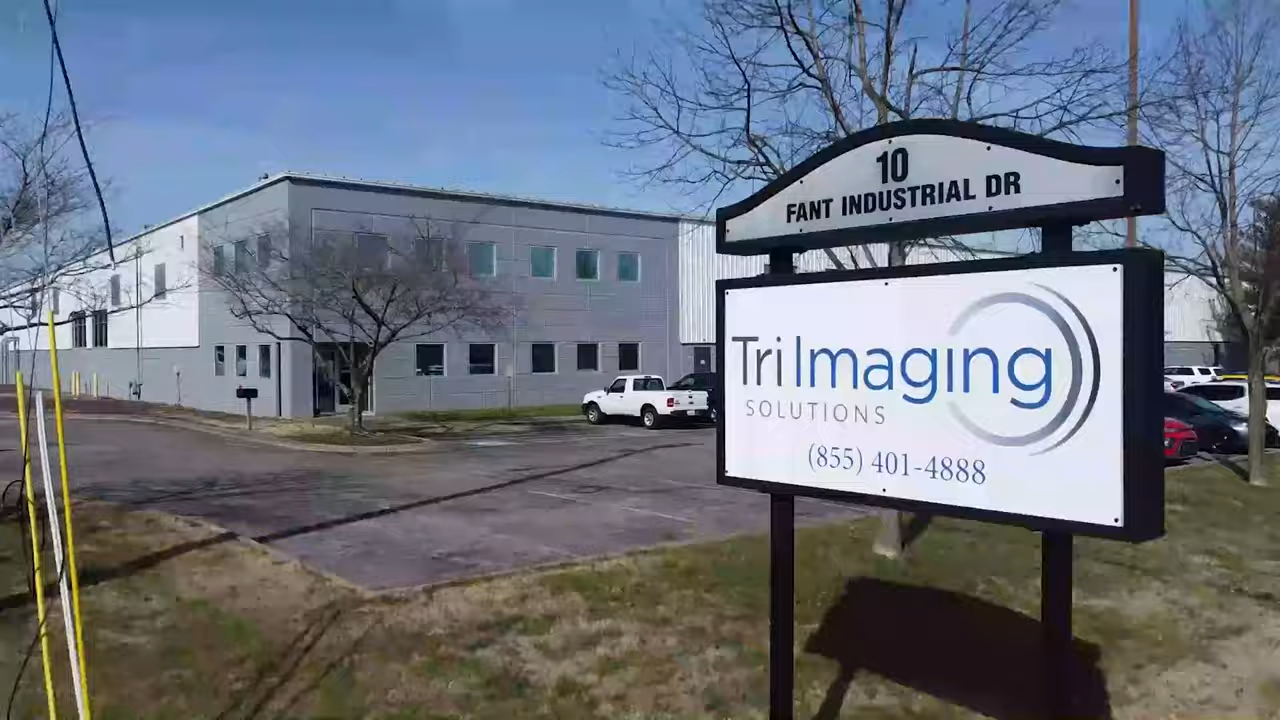 10
FANT INDUSTRIAL DR
Tri Imaging
SOLUTIONS
(855) 401-4888